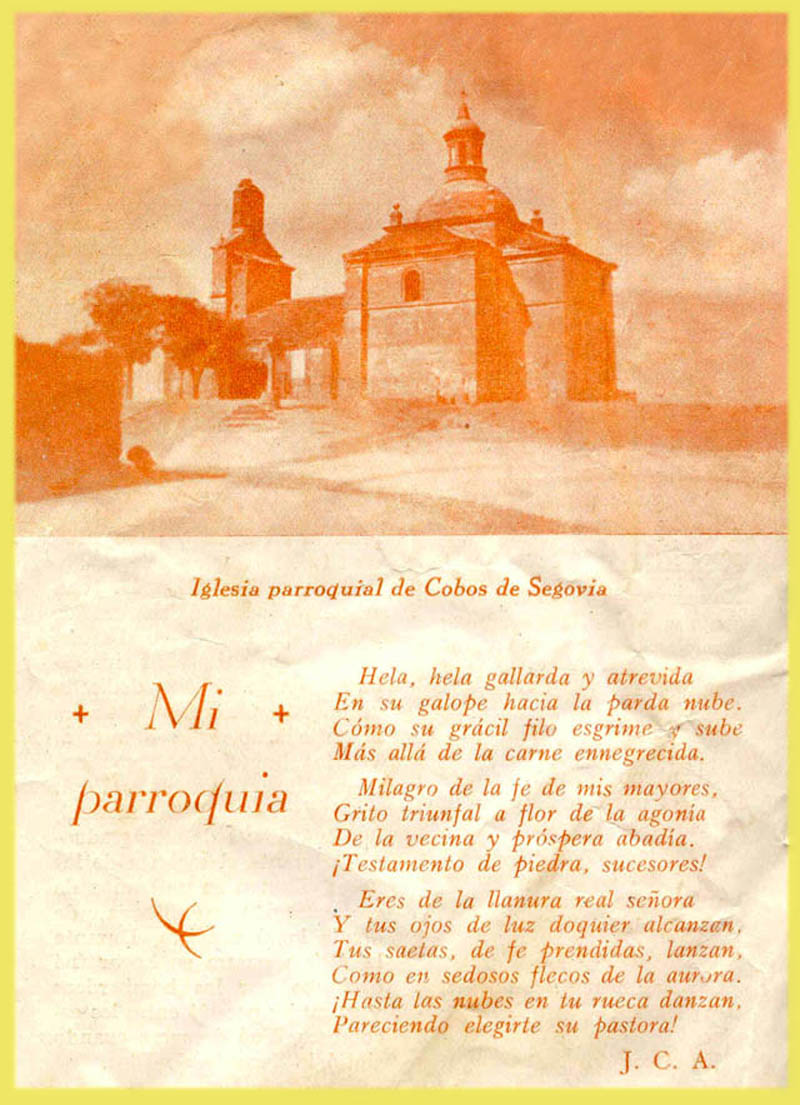 Iglesia parroquial de Cobos de Segovia
+ Mi +
parroquia
Hela, hela gallarda y atrevida
En su galope hacia la parda nube.
Cómo su grácil filo esgrime y sube
Más allá de la carne ennegrecida.
Milagro de la fe de mis mayores,
Grito triunfal a flor de la agonía
De la vecina y próspera abadía.
¡Testamento de piedra, sucesores!
Eres de la llanura real señora
Y tus ojos de luz doquier alcanzan,
Tus saetas, de fe prendidas, lanzan,
Como en sedosos flecos de la aurora.
¡Hasta las nubes en tu rueca danzan,
Pareciendo elegirte su pastora!
J. C. A.